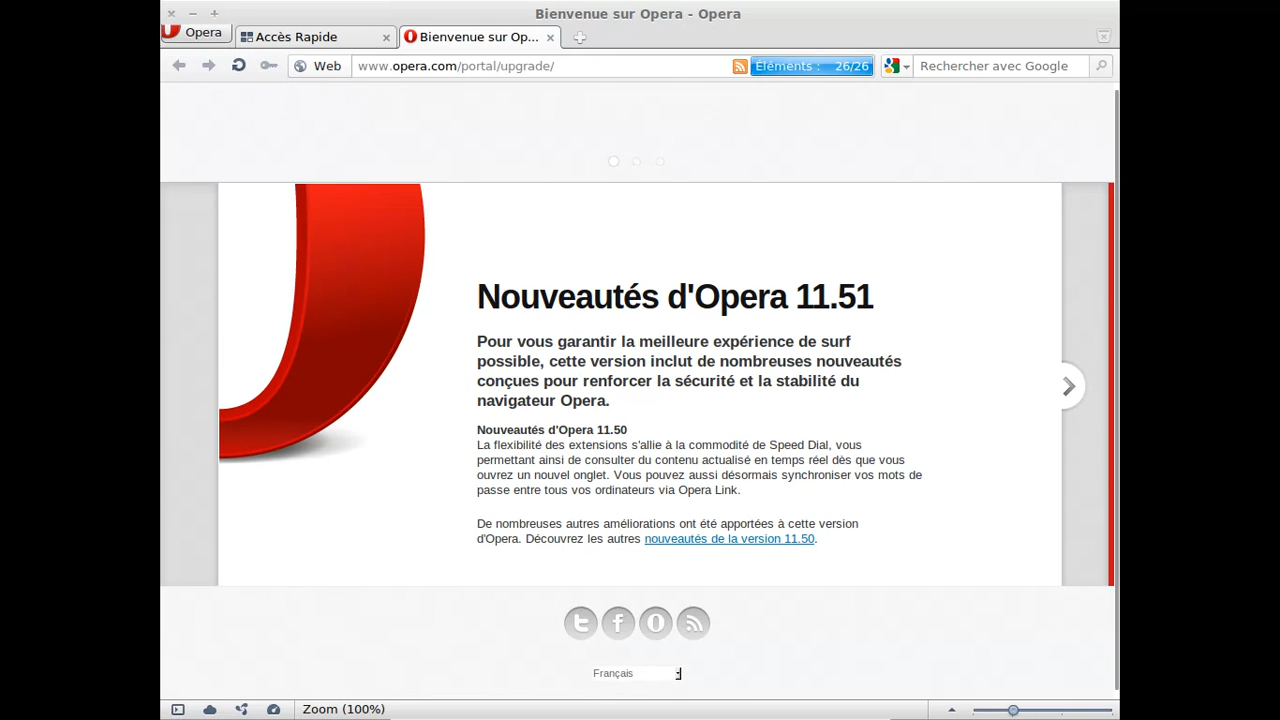 Bienvenue sur Opera - Opera
Opera
Accès Rapide
Bienvenue sur Op...
Web
www.opera.com/portal/upgrade/
Éléments : 26/26
Rechercher avec Google
Nouveautés d'Opera 11.51
Pour vous garantir la meilleure expérience de surf
possible, cette version inclut de nombreuses nouveautés
conçues pour renforcer la sécurité et la stabilité du
navigateur Opera.
Nouveautés d'Opera 11.50
La flexibilité des extensions s'allie à la commodité de Speed Dial, vous
permettant ainsi de consulter du contenu actualisé en temps réel dès que vous
ouvrez un nouvel onglet. Vous pouvez aussi désormais synchroniser vos mots de
passe entre tous vos ordinateurs via Opera Link.
De nombreuses autres améliorations ont été apportées à cette version
d'Opera. Découvrez les autres nouveautés de la version 11.50.
Français
Zoom (100%)